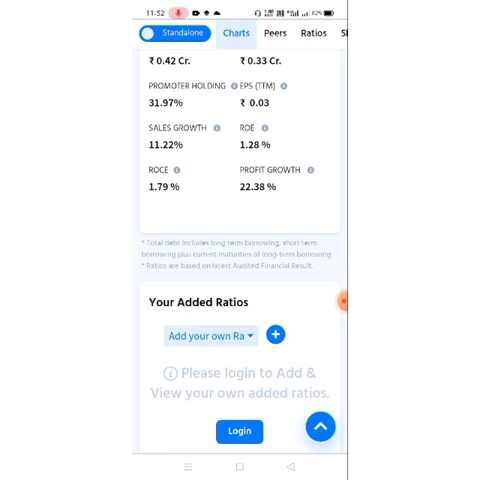 11:52 82%
Standalone Charts Peers Ratios
₹ 0.42 Cr. ₹ 0.33 Cr.
PROMOTER HOLDING EPS (TTM)
31.97% ₹ 0.03
SALES GROWTH ROE
11.22% 1.28 %
ROCE PROFIT GROWTH
1.79 % 22.38 %
* Total debt includes long term borrowing, short term
borrowing plus current maturities of long-term borrowing
* Ratios are based on latest Audited Financial Result.
Your Added Ratios
Add your own Ra
Please login to Add &
View your own added ratios.
Login